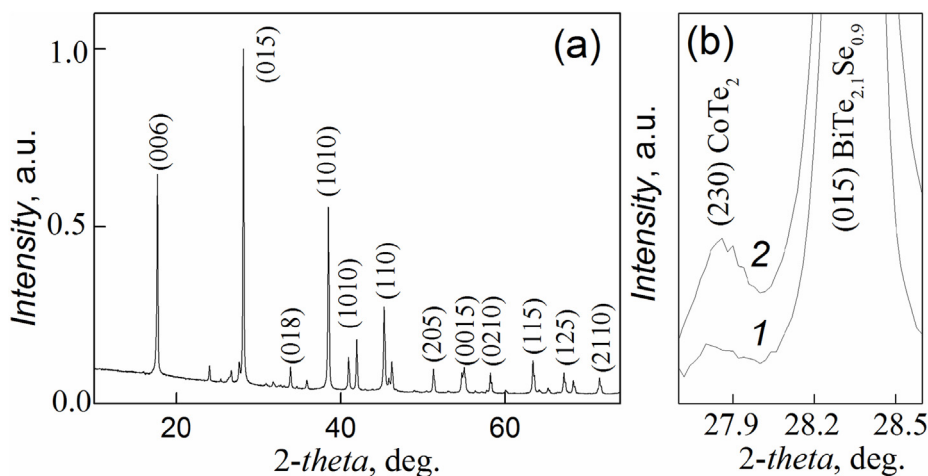 (a)
Intensity, a.u.
1.0
0.5
0.0
(006)
(015)
(018)
(1010)
(1010)
(110)
(205)
(0015)
(0210)
(115)
(125)
(2110)
20
40
60
2-theta, deg.
(b)
Intensity, a.u.
(230) CoTe2
(015) BiTe2.1Se0.9
2
1
27.9
28.2
28.5
2-theta, deg.